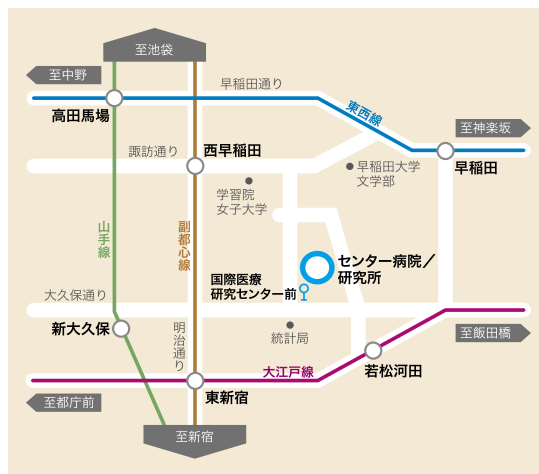 至池袋
至中野
早稲田通り
高田馬場
東西線
至神楽坂
諏訪通り
西早稲田
早稲田大学
文学部
早稲田
学習院
女子大学
山手線
副都心線
センター病院／
研究所
国際医療
研究センター前
大久保通り
新大久保
明治通り
統計局
至飯田橋
大江戸線
若松河田
至都庁前
東新宿
至新宿